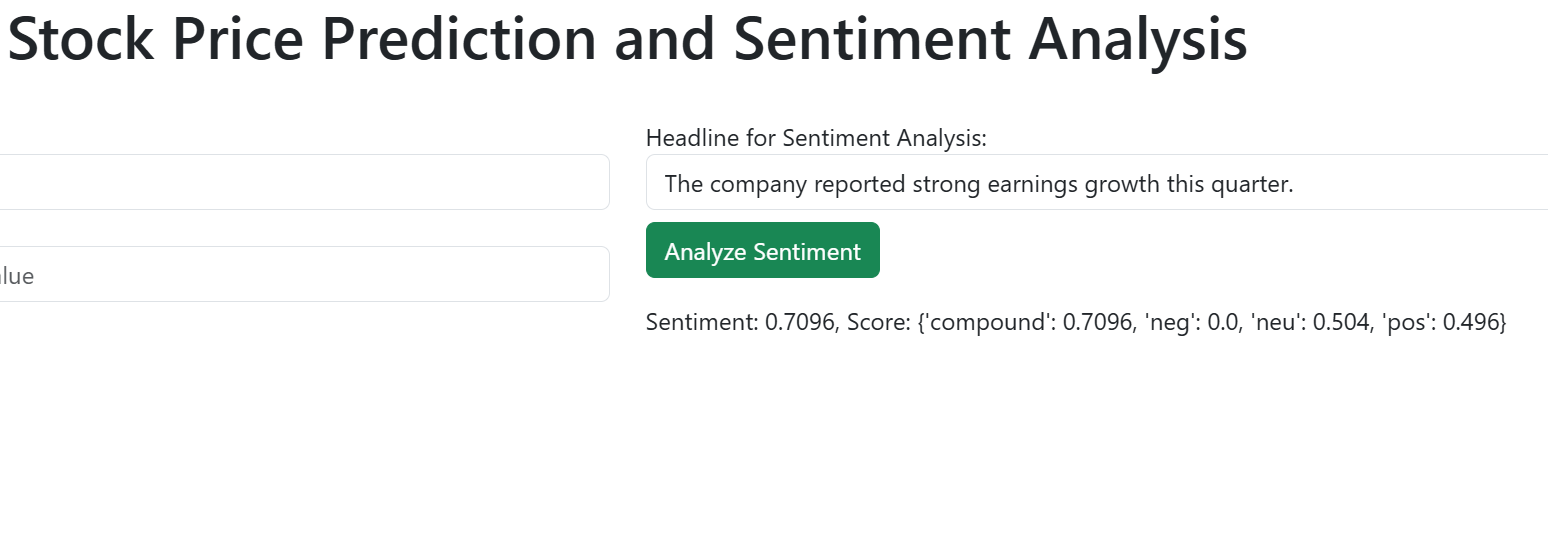 Stock Price Prediction and Sentiment Analysis
Headline for Sentiment Analysis:
The company reported strong earnings growth this quarter.
Analyze Sentiment
Sentiment: 0.7096, Score: {'compound': 0.7096, 'neg': 0.0, 'neu': 0.504, 'pos': 0.496}